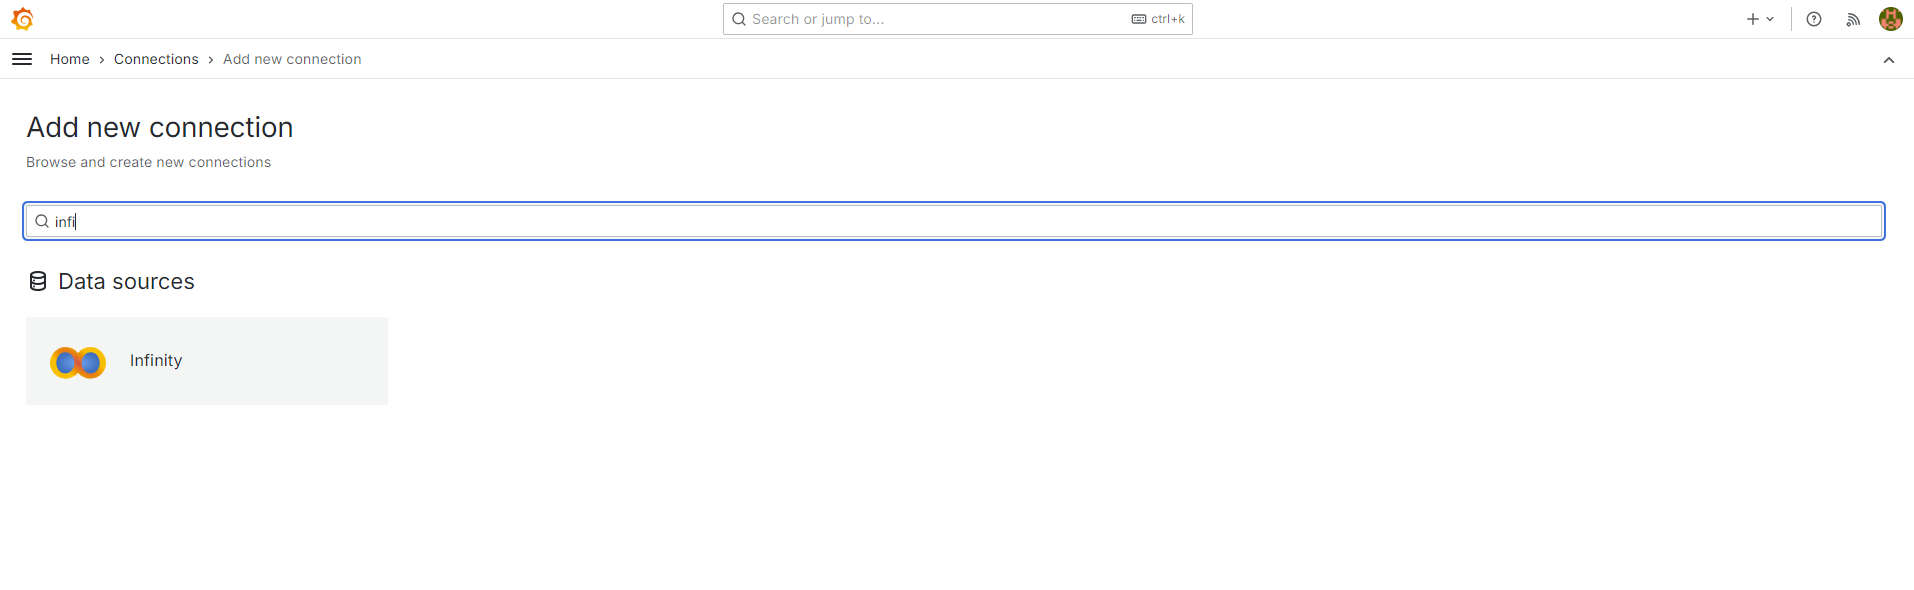 Search or jump to... ctrl+k
Home › Connections › Add new connection
Add new connection
Browse and create new connections
infi
Data sources
Infinity